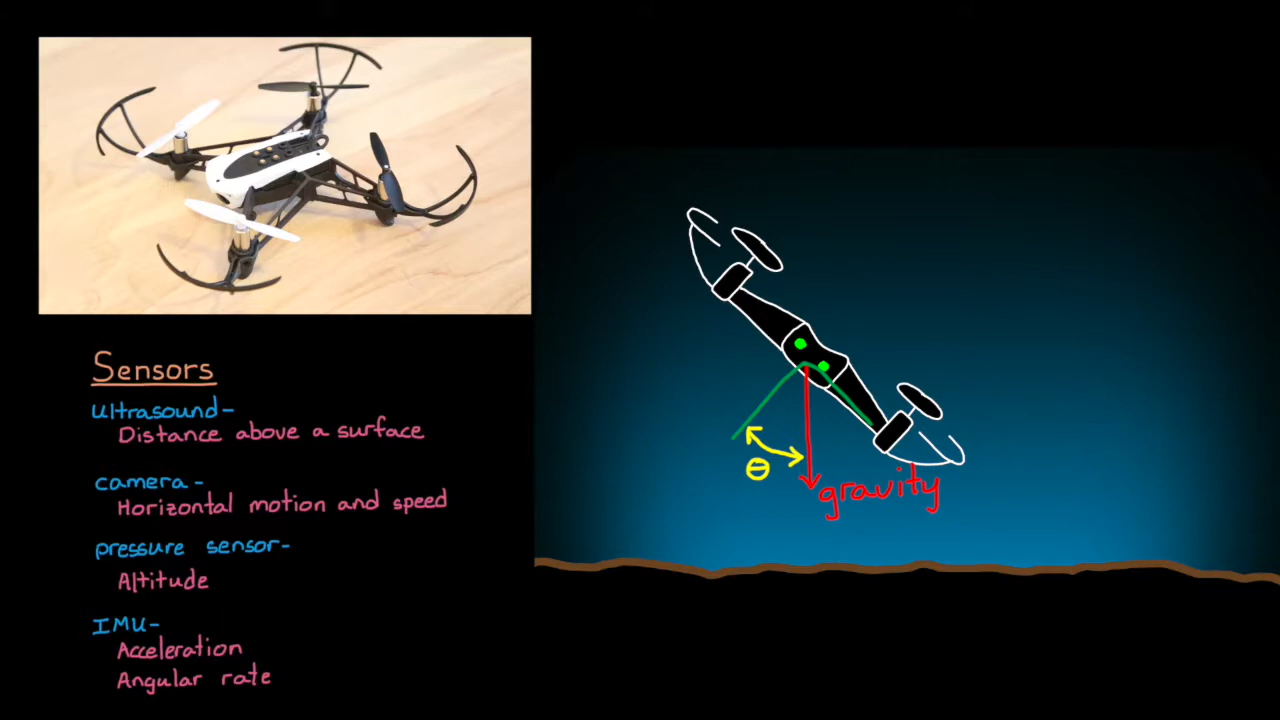 Sensors
ultrasound-
Distance above a surface
camera-
Horizontal motion and speed
pressure sensor-
Altitude
IMU-
Acceleration
Angular rate
θ
gravity